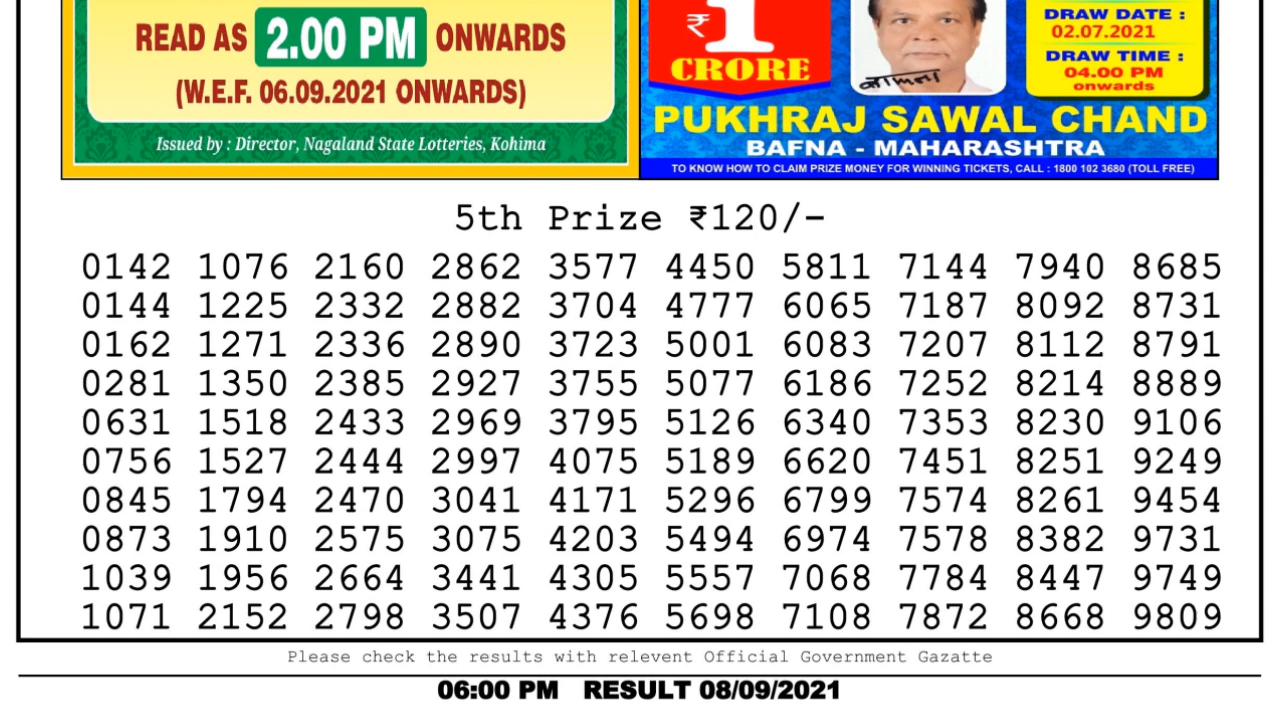 READ AS 2.00 PM ONWARDS
(W.E.F. 06.09.2021 ONWARDS)
Issued by : Director, Nagaland State Lotteries, Kohima
₹1
CRORE
DRAW DATE :
02.07.2021
DRAW TIME :
04.00 PM
onwards
PUKHRAJ SAWAL CHAND
BAFNA - MAHARASHTRA
TO KNOW HOW TO CLAIM PRIZE MONEY FOR WINNING TICKETS, CALL : 1800 102 3680 (TOLL FREE)
5th Prize ₹120/-
0142 1076 2160 2862 3577 4450 5811 7144 7940 8685
0144 1225 2332 2882 3704 4777 6065 7187 8092 8731
0162 1271 2336 2890 3723 5001 6083 7207 8112 8791
0281 1350 2385 2927 3755 5077 6186 7252 8214 8889
0631 1518 2433 2969 3795 5126 6340 7353 8230 9106
0756 1527 2444 2997 4075 5189 6620 7451 8251 9249
0845 1794 2470 3041 4171 5296 6799 7574 8261 9454
0873 1910 2575 3075 4203 5494 6974 7578 8382 9731
1039 1956 2664 3441 4305 5557 7068 7784 8447 9749
1071 2152 2798 3507 4376 5698 7108 7872 8668 9809
Please check the results with relevent Official Government Gazatte
06:00 PM RESULT 08/09/2021